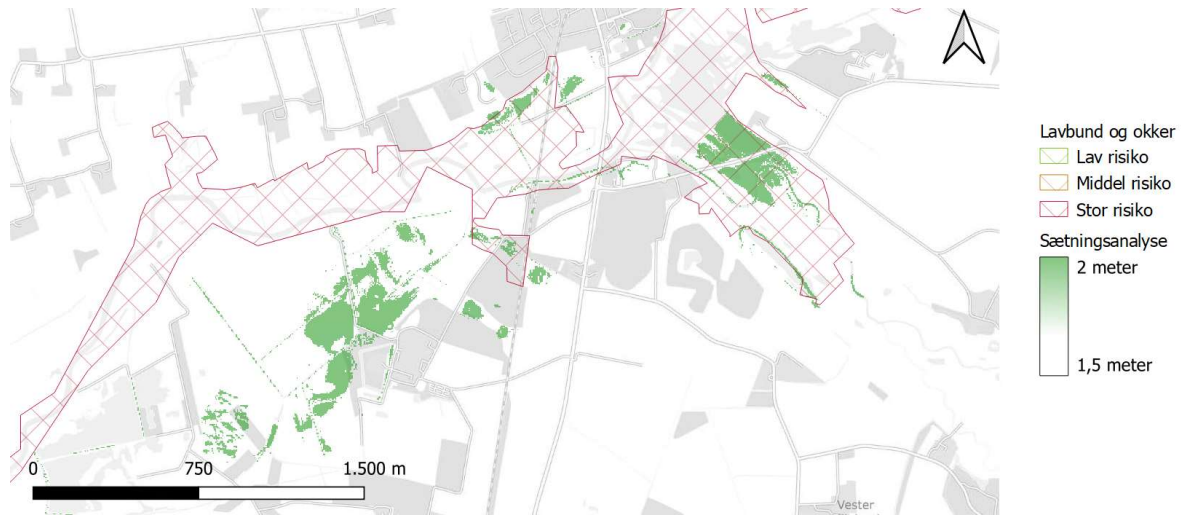 Lavbund og okker
Lav risiko
Middel risiko
Stor risiko
Sætningsanalyse
2 meter
1,5 meter
0
750
1.500 m
Vester